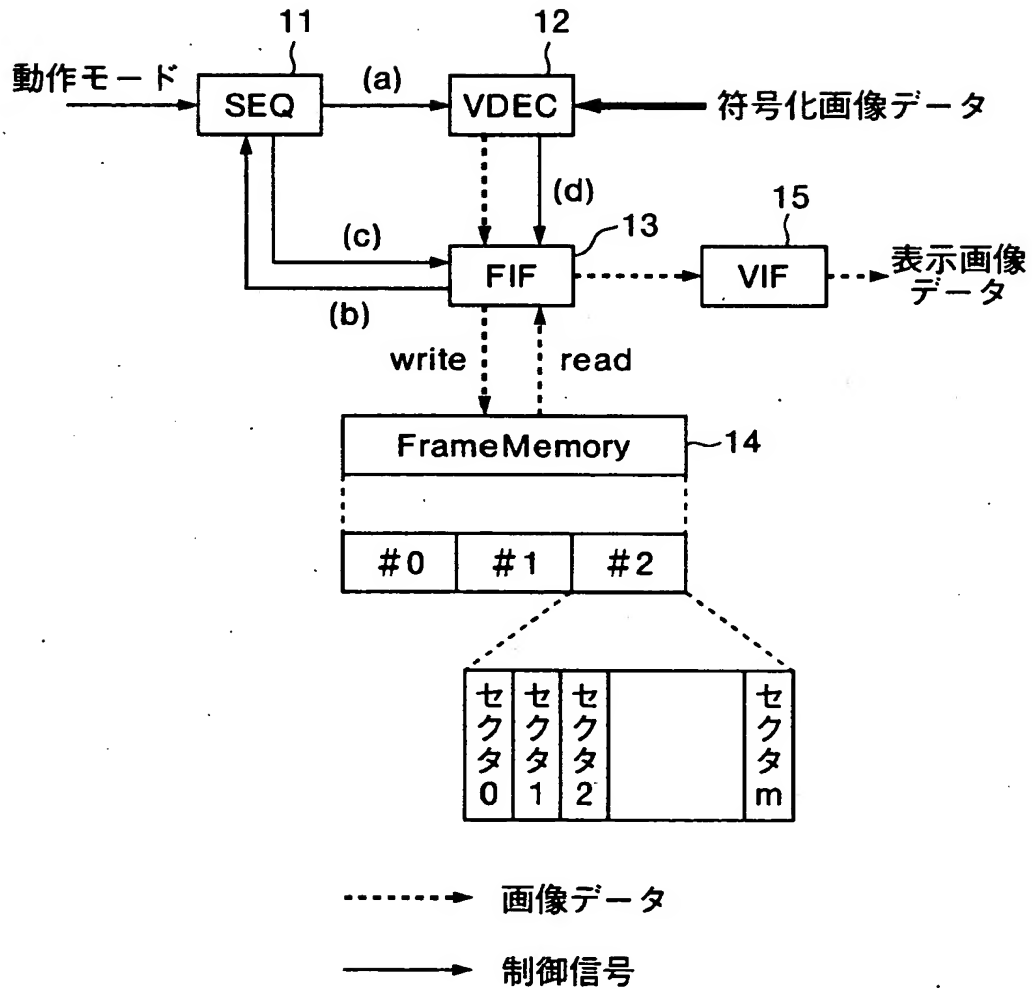 11
12
動作モード
(a)
SEQ
VDEC
符号化画像データ
(d)
15
(c)
13
FIF
VIF
表示画像
データ
(b)
write
read
FrameMemory
14
#0
#1
#2
セクタ0
セクタ1
セクタ2
セクタm
画像データ
制御信号